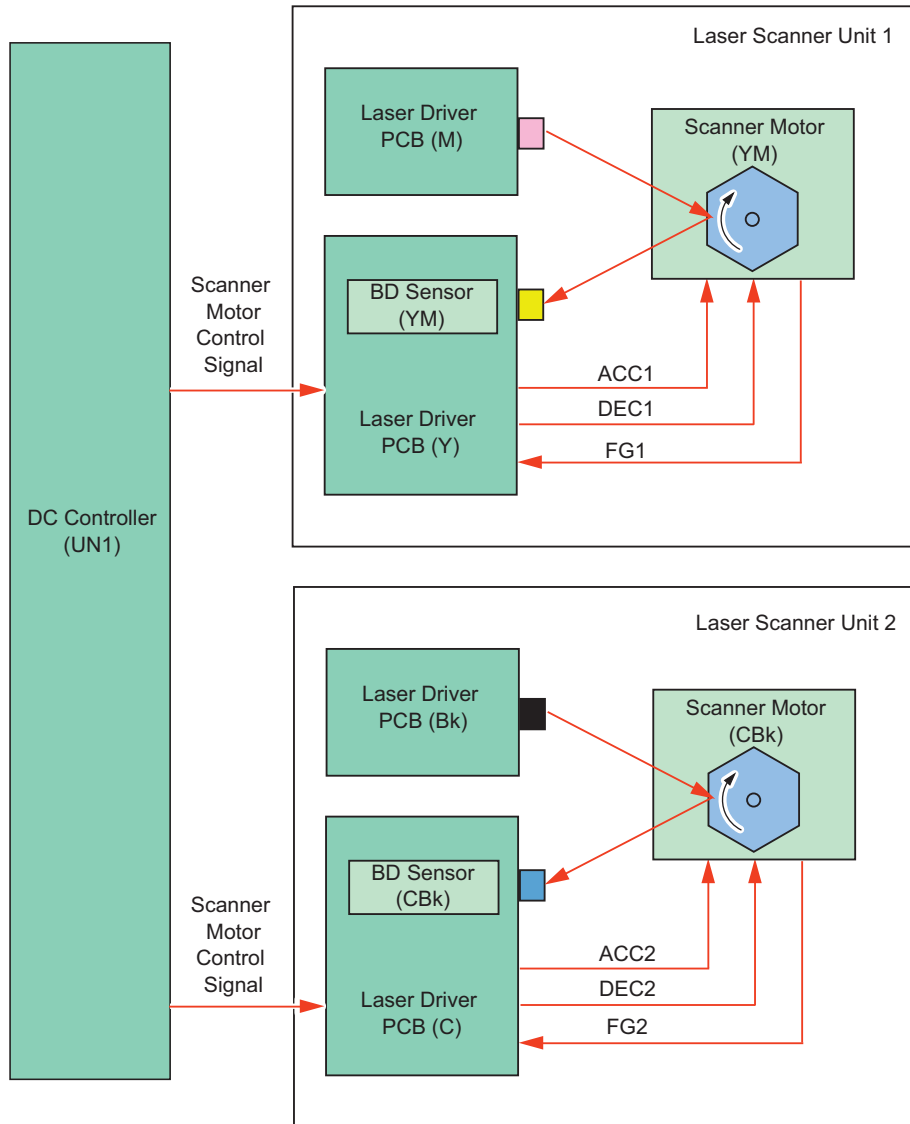 Laser Scanner Unit 1
Laser Driver
PCB (M)
Scanner Motor
(YM)
BD Sensor
(YM)
Scanner
Motor
Control
Signal
ACC1
DEC1
FG1
Laser Driver
PCB (Y)
DC Controller
(UN1)
Laser Scanner Unit 2
Laser Driver
PCB (Bk)
Scanner Motor
(CBk)
BD Sensor
(CBk)
Scanner
Motor
Control
Signal
ACC2
DEC2
FG2
Laser Driver
PCB (C)